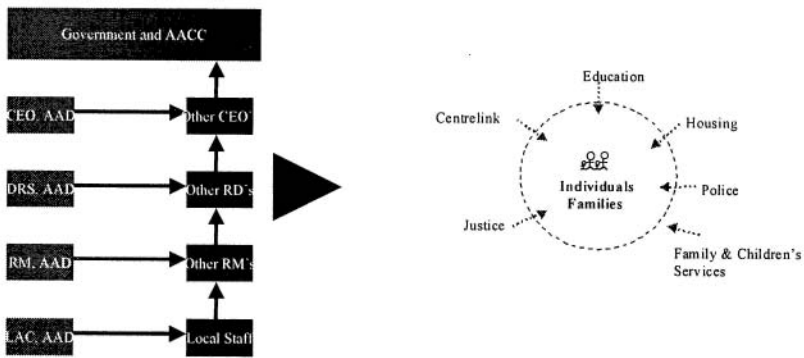 Government and AACC
CEO, AAD
Other CEO's
DRS, AAD
Other RD's
RM, AAD
Other RM's
LAC, AAD
Local Staff
Education
Centrelink
Housing
Individuals
Families
Police
Justice
Family & Children's
Services